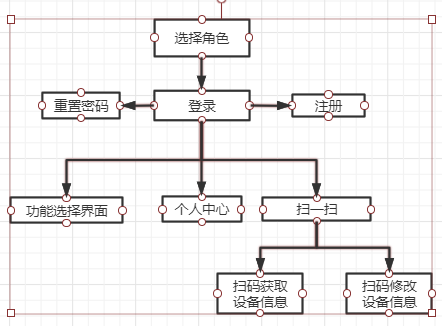 选择角色
重置密码
登录
注册
功能选择界面
个人中心
扫一扫
扫码获取
设备信息
扫码修改
设备信息